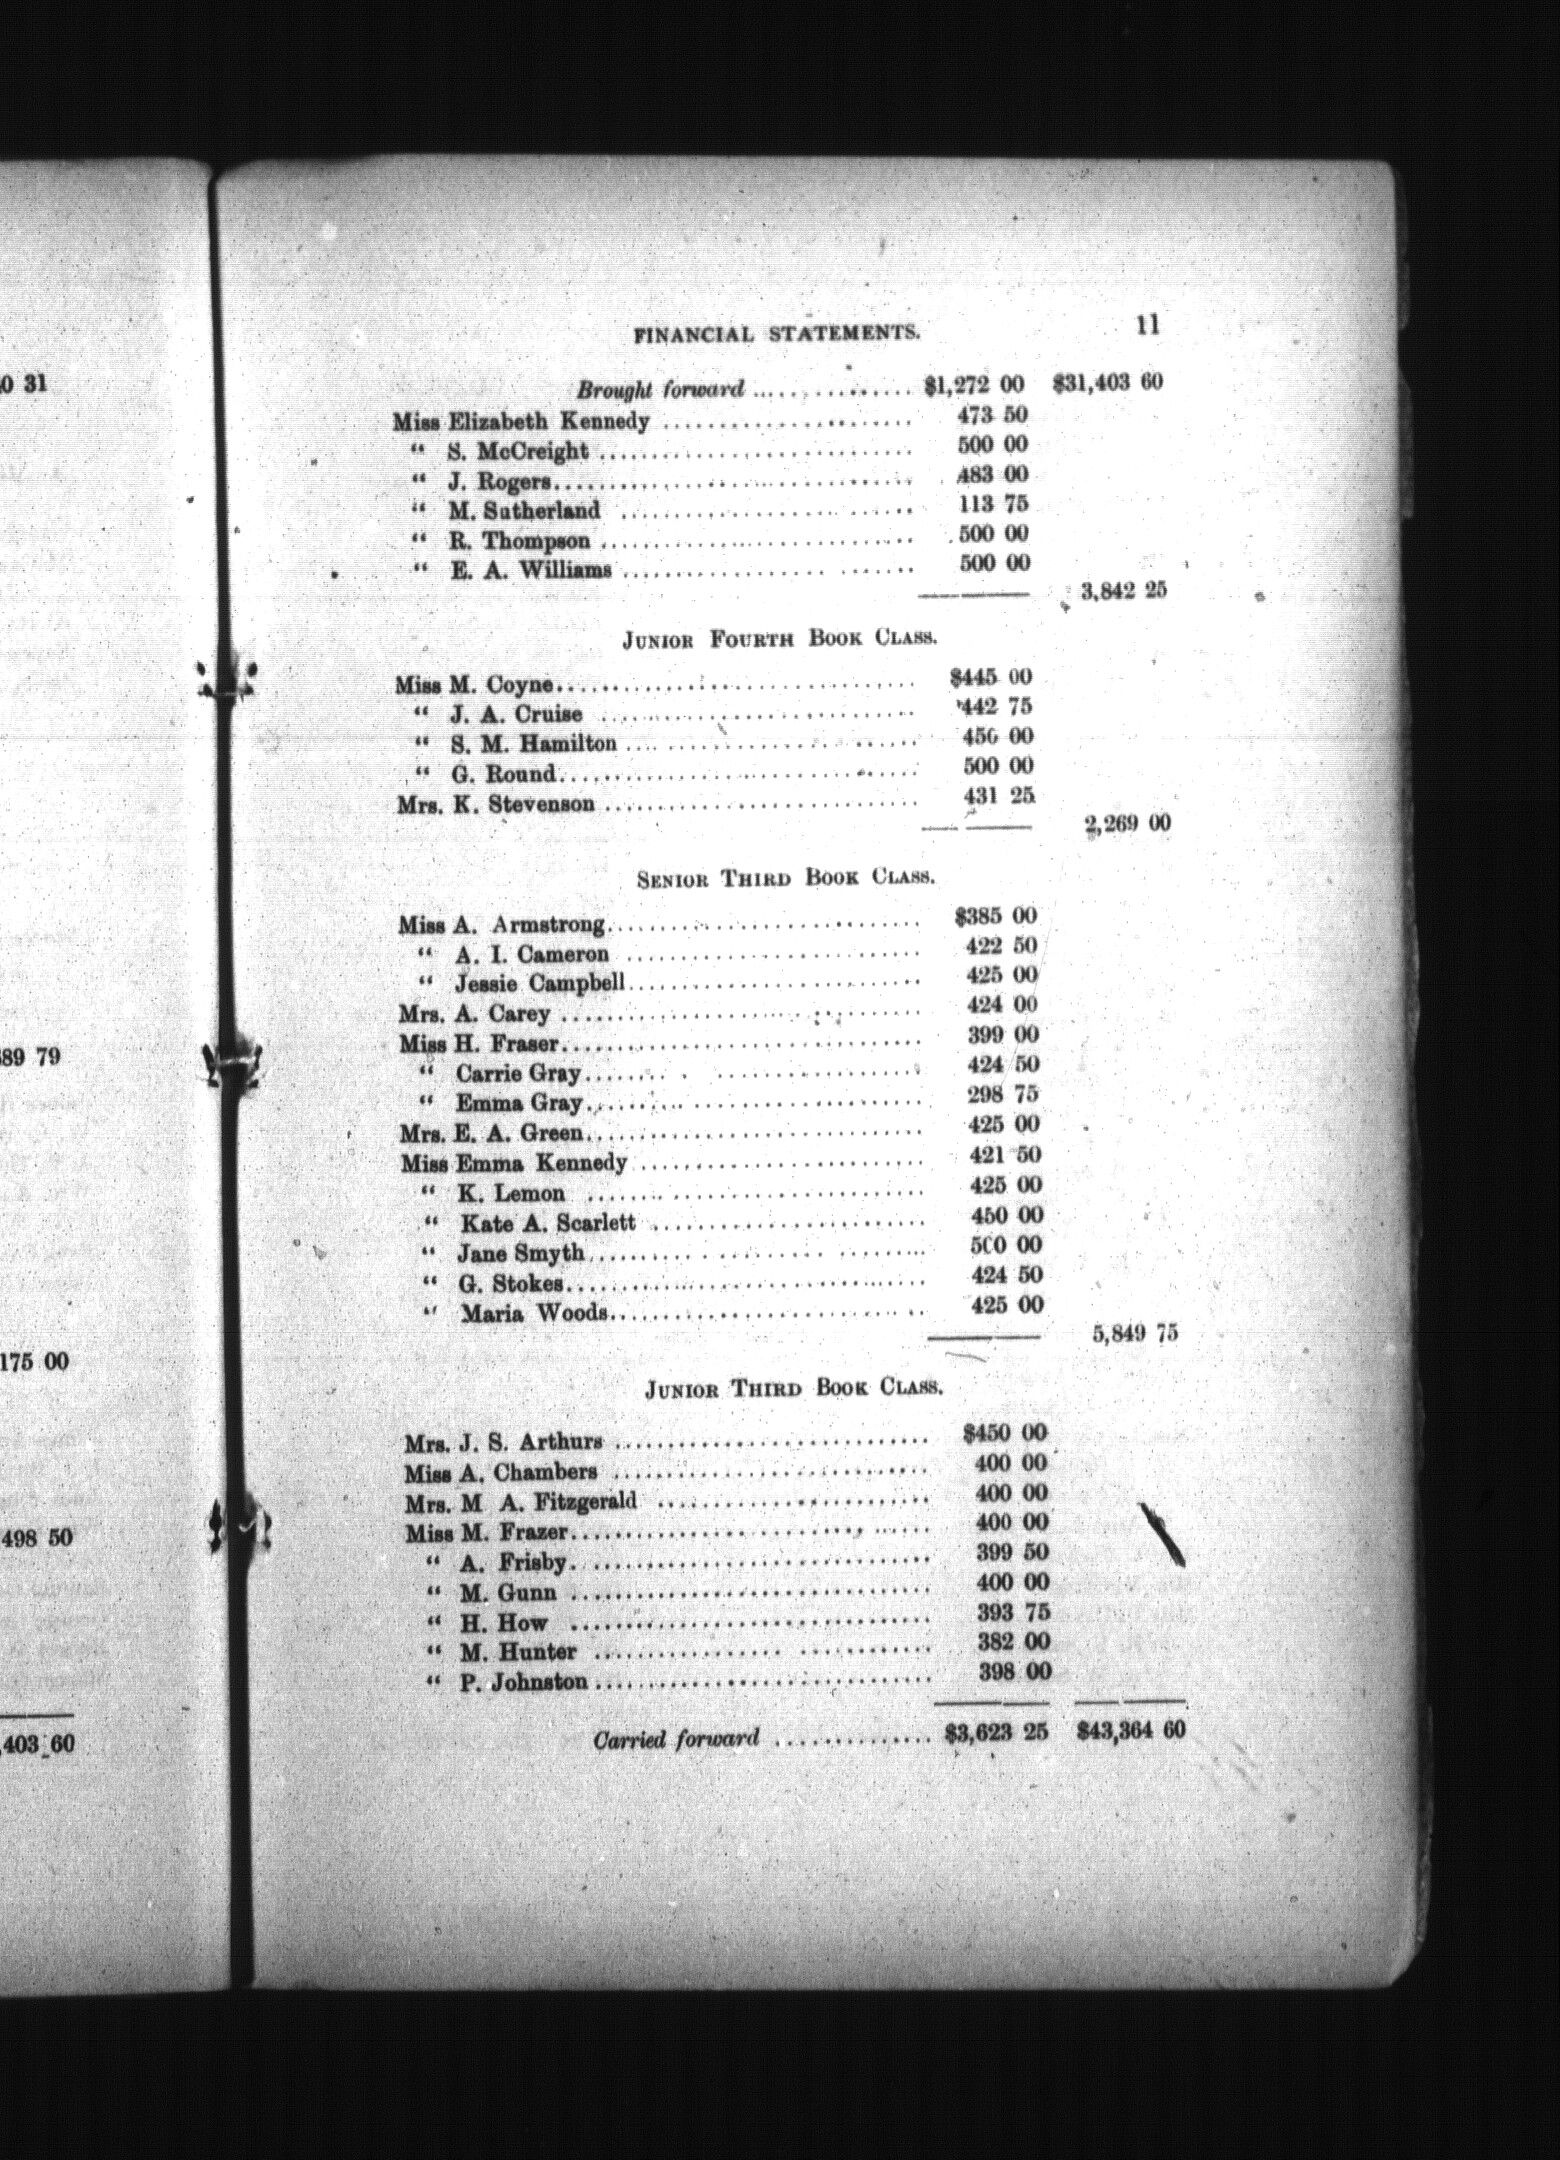 0 31
89 79
175 00
498 50
,403 60
FINANCIAL STATEMENTS. 11
Brought forward .............. $1,272 00 $31,403 60
Miss Elizabeth Kennedy ........................ 473 50
“ S. McCreight ........................ 500 00
“ J. Rogers........................ 483 00
“ M. Sutherland ........................ 113 75
“ R. Thompson ........................ 500 00
“ E. A. Williams ........................ 500 00
3,842 25
JUNIOR FOURTH BOOK CLASS.
Miss M. Coyne........................ $445 00
“ J. A. Cruise ........................ 442 75
“ S. M. Hamilton ........................ 450 00
“ G. Round........................ 500 00
Mrs. K. Stevenson ........................ 431 25
2,269 00
SENIOR THIRD BOOK CLASS.
Miss A. Armstrong........................ $385 00
“ A. I. Cameron ........................ 422 50
“ Jessie Campbell........................ 425 00
Mrs. A. Carey ........................ 424 00
Miss H. Fraser........................ 399 00
“ Carrie Gray........................ 424 50
“ Emma Gray........................ 298 75
Mrs. E. A. Green........................ 425 00
Miss Emma Kennedy ........................ 421 50
“ K. Lemon ........................ 425 00
“ Kate A. Scarlett ........................ 450 00
“ Jane Smyth........................ 500 00
“ G. Stokes........................ 424 50
“ Maria Woods........................ 425 00
5,849 75
JUNIOR THIRD BOOK CLASS.
Mrs. J. S. Arthurs ........................ $450 00
Miss A. Chambers ........................ 400 00
Mrs. M A. Fitzgerald ........................ 400 00
Miss M. Frazer........................ 400 00
“ A. Frisby........................ 399 50
“ M. Gunn ........................ 400 00
“ H. How ........................ 393 75
“ M. Hunter ........................ 382 00
“ P. Johnston ........................ 398 00
Carried forward .............. $3,623 25 $43,364 60